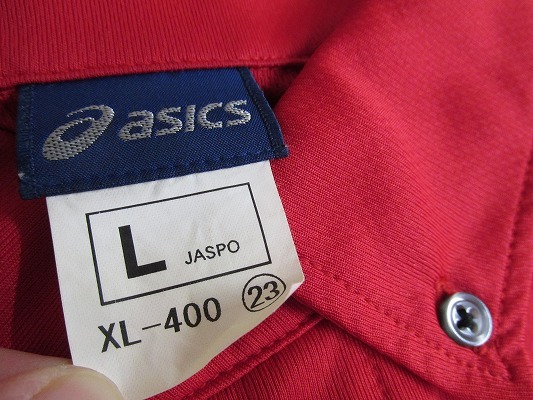 asics
L JASPO
XL-400 23